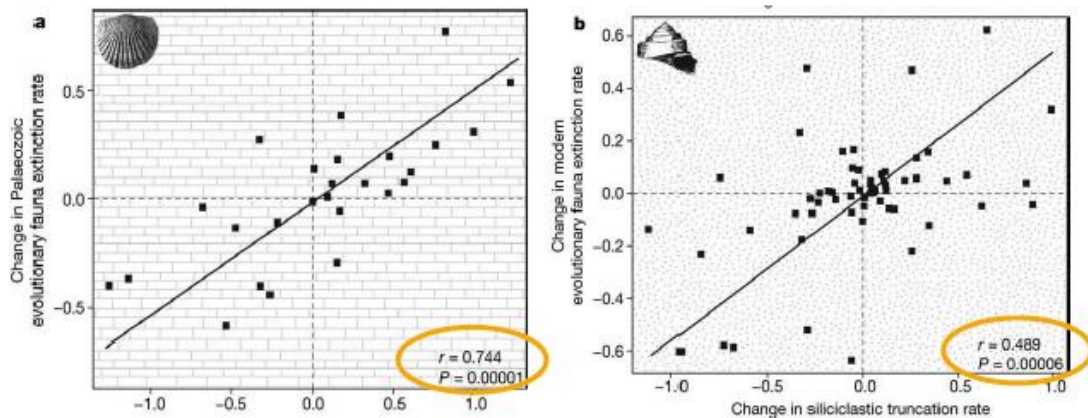 a
Change in Palaeozoic
evolutionary fauna extinction rate
0.5
0.0
−0.5
−1.0
−0.5
0.0
0.5
1.0
r = 0.744
P = 0.00001
b
Change in modern
evolutionary fauna extinction rate
0.6
0.4
0.2
0.0
−0.2
−0.4
−0.6
−1.0
−0.5
0.0
0.5
1.0
r = 0.489
P = 0.00006
Change in siliciclastic truncation rate